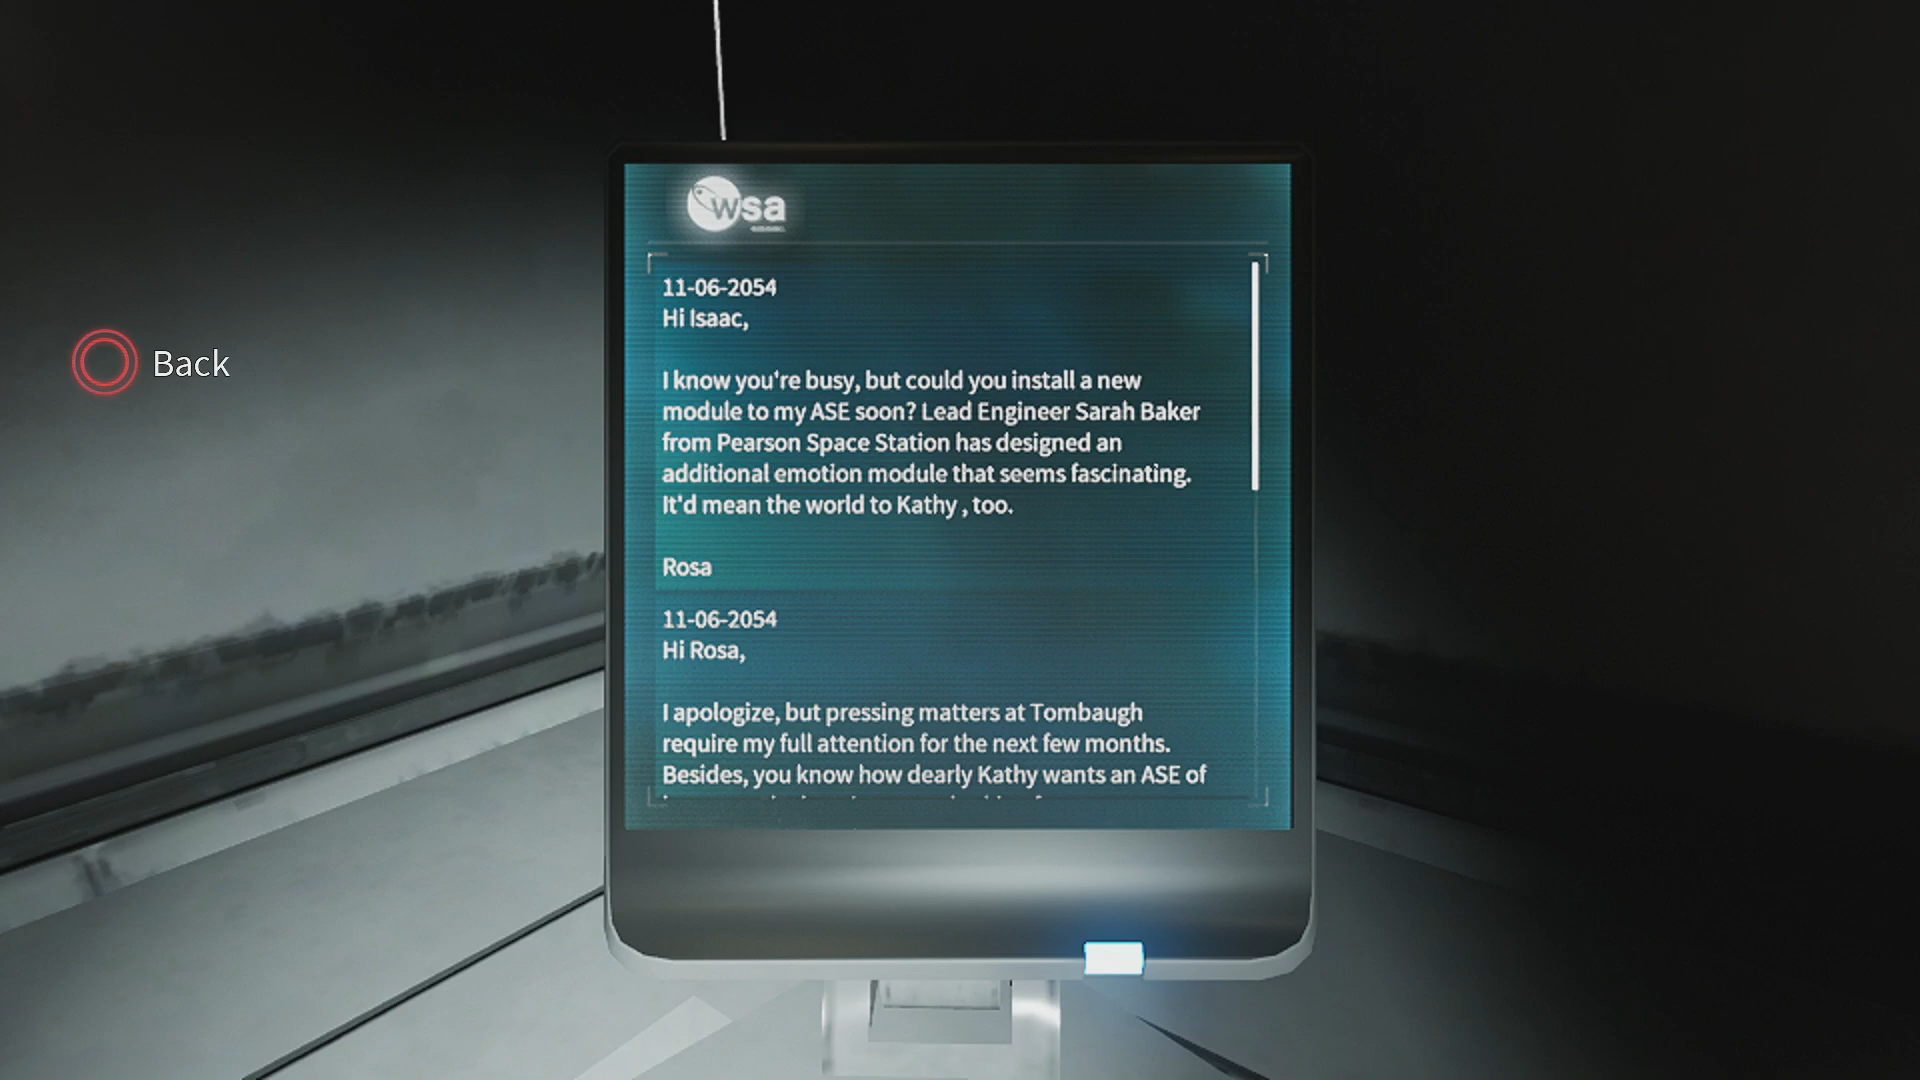 wsa
11-06-2054
Hi Isaac,
I know you're busy, but could you install a new
module to my ASE soon? Lead Engineer Sarah Baker
from Pearson Space Station has designed an
additional emotion module that seems fascinating.
It'd mean the world to Kathy , too.
Rosa
11-06-2054
Hi Rosa,
I apologize, but pressing matters at Tombaugh
require my full attention for the next few months.
Besides, you know how dearly Kathy wants an ASE of
Back